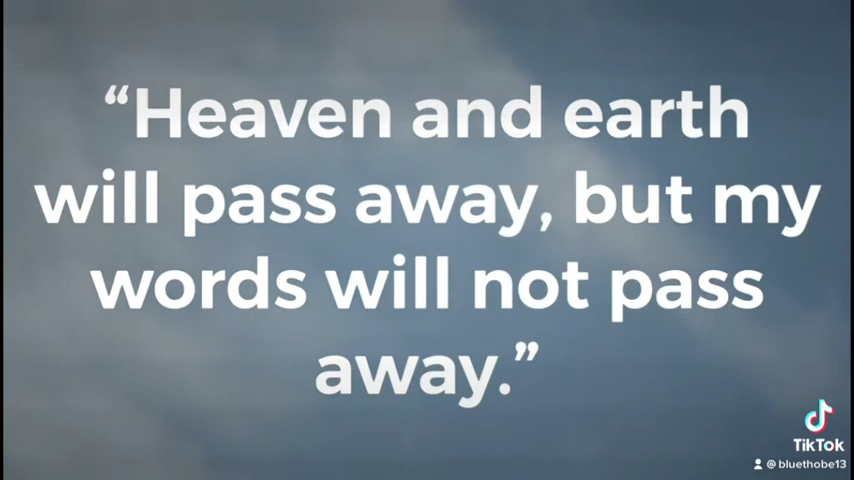 “Heaven and earth
will pass away, but my
words will not pass
away.”
TikTok
@bluethobe13